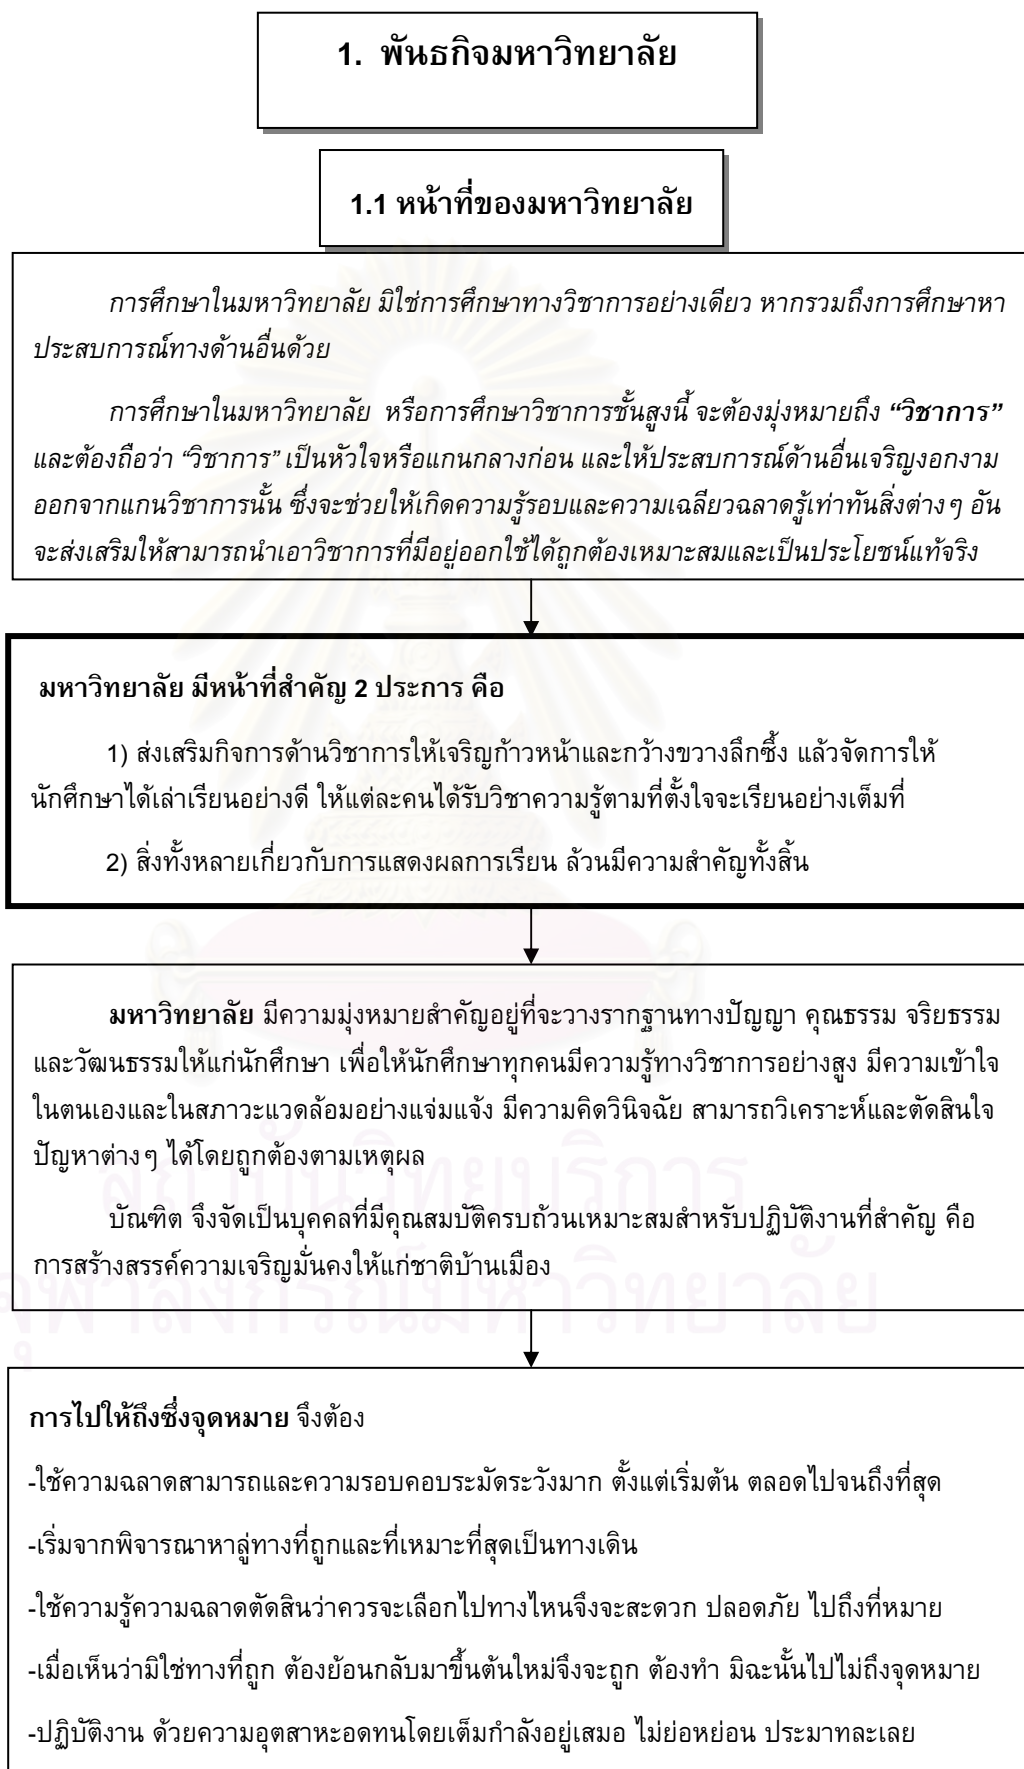 1. พันธกิจมหาวิทยาลัย
1.1 หน้าที่ของมหาวิทยาลัย
การศึกษาในมหาวิทยาลัย มิใช่การศึกษาทางวิชาการอย่างเดียว หากรวมถึงการศึกษาหา
ประสบการณ์ทางด้านอื่นด้วย
การศึกษาในมหาวิทยาลัย หรือการศึกษาวิชาการชั้นสูงนี้ จะต้องมุ่งหมายถึง “วิชาการ”
และต้องถือว่า “วิชาการ” เป็นหัวใจหรือแกนกลางก่อน และให้ประสบการณ์ด้านอื่นเจริญงอกงาม
ออกจากแกนวิชาการนั้น ซึ่งจะช่วยให้เกิดความรู้รอบและความเฉลียวฉลาดรู้เท่าทันสิ่งต่างๆ อัน
จะส่งเสริมให้สามารถนำเอาวิชาการที่มีอยู่ออกใช้ได้ถูกต้องเหมาะสมและเป็นประโยชน์แท้จริง
มหาวิทยาลัย มีหน้าที่สำคัญ 2 ประการ คือ
1) ส่งเสริมกิจการด้านวิชาการให้เจริญก้าวหน้าและกว้างขวางลึกซึ้ง แล้วจัดการให้
นักศึกษาได้เล่าเรียนอย่างดี ให้แต่ละคนได้รับวิชาความรู้ตามที่ตั้งใจจะเรียนอย่างเต็มที่
2) สิ่งทั้งหลายเกี่ยวกับการแสดงผลการเรียน ล้วนมีความสำคัญทั้งสิ้น
มหาวิทยาลัย มีความมุ่งหมายสำคัญอยู่ที่จะวางรากฐานทางปัญญา คุณธรรม จริยธรรม
และวัฒนธรรมให้แก่นักศึกษา เพื่อให้นักศึกษาทุกคนมีความรู้ทางวิชาการอย่างสูง มีความเข้าใจ
ในตนเองและในสภาวะแวดล้อมอย่างแจ่มแจ้ง มีความคิดวินิจฉัย สามารถวิเคราะห์และตัดสินใจ
ปัญหาต่างๆ ได้โดยถูกต้องตามเหตุผล
บัณฑิต จึงจัดเป็นบุคคลที่มีคุณสมบัติครบถ้วนเหมาะสมสำหรับปฏิบัติงานที่สำคัญ คือ
การสร้างสรรค์ความเจริญมั่นคงให้แก่ชาติบ้านเมือง
สถาบันวิทยบริการ
จุฬาลงกรณ์มหาวิทยาลัย
การไปให้ถึงซึ่งจุดหมาย จึงต้อง
-ใช้ความฉลาดสามารถและความรอบคอบระมัดระวังมาก ตั้งแต่เริ่มต้น ตลอดไปจนถึงที่สุด
-เริ่มจากพิจารณาหาลู่ทางที่ถูกและที่เหมาะที่สุดเป็นทางเดิน
-ใช้ความรู้ความฉลาดตัดสินว่าควรจะเลือกไปทางไหนจึงจะสะดวก ปลอดภัย ไปถึงที่หมาย
-เมื่อเห็นว่ามิใช่ทางที่ถูก ต้องย้อนกลับมาขึ้นต้นใหม่จึงจะถูก ต้องทำ มิฉะนั้นไปไม่ถึงจุดหมาย
-ปฏิบัติงาน ด้วยความอุตสาหะอดทนโดยเต็มกำลังอยู่เสมอ ไม่ย่อหย่อน ประมาทละเลย